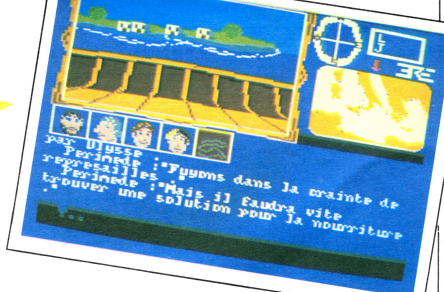 L
J
par Ulysse
Perimede :"Fuyons dans la crainte de
represailles ."
Perimede :"Mais il faudra vite
trouver une solution pour la nourriture
."